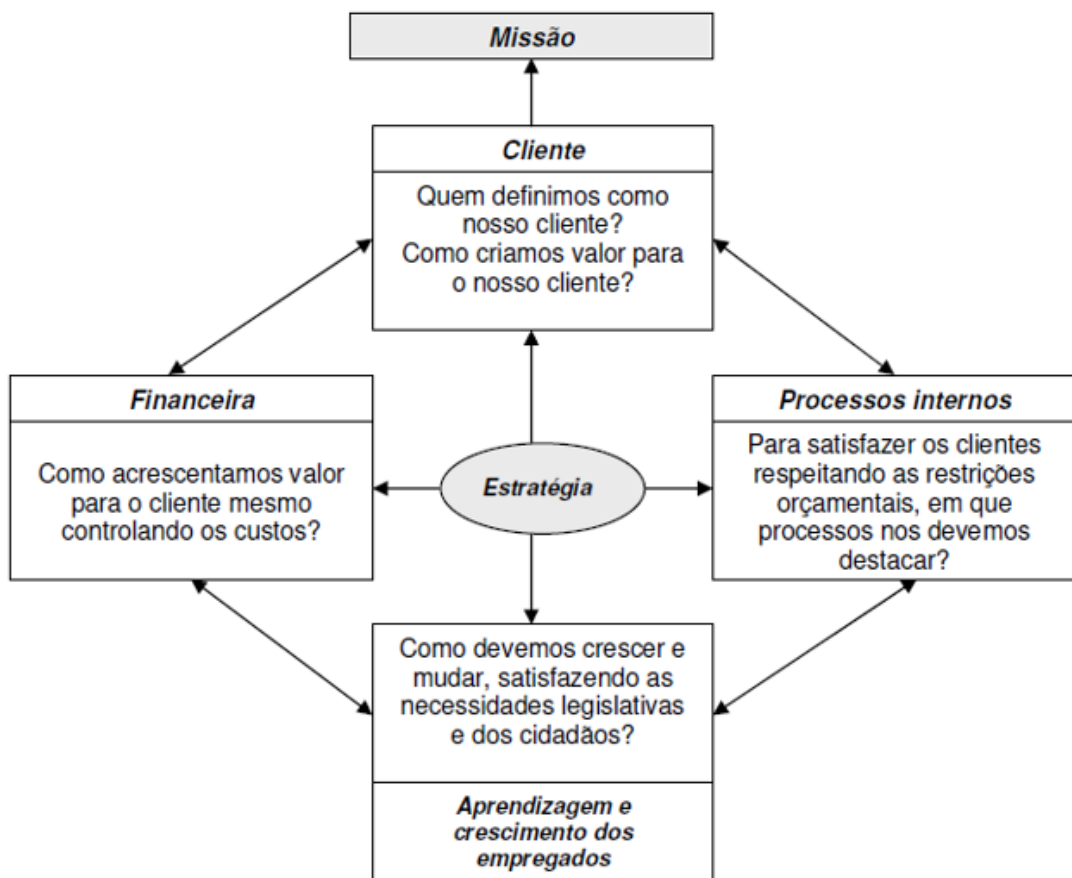 Missão
Cliente
Quem definimos como
nosso cliente?
Como criamos valor para
o nosso cliente?
Financeira
Como acrescentamos valor
para o cliente mesmo
controlando os custos?
Estratégia
Processos internos
Para satisfazer os clientes
respeitando as restrições
orçamentais, em que
processos nos devemos
destacar?
Como devemos crescer e
mudar, satisfazendo as
necessidades legislativas
e dos cidadãos?
Aprendizagem e
crescimento dos
empregados